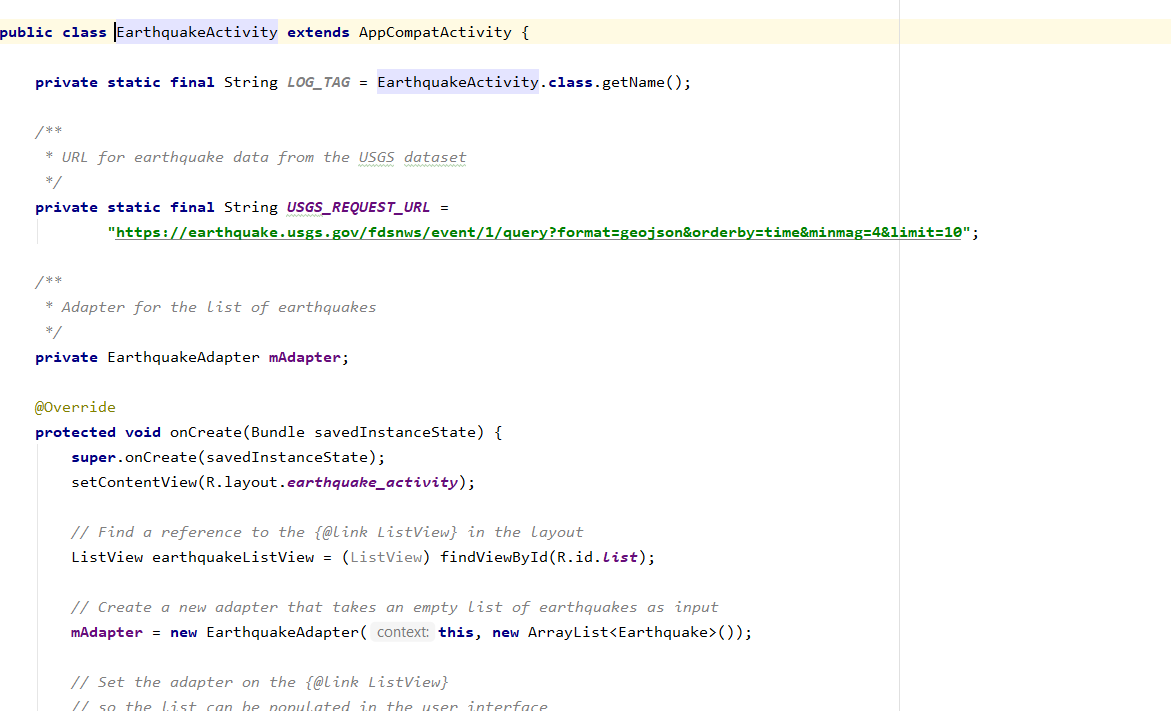 public class EarthquakeActivity extends AppCompatActivity {
private static final String LOG_TAG = EarthquakeActivity.class.getName();
/**
* URL for earthquake data from the USGS dataset
*/
private static final String USGS_REQUEST_URL =
"https://earthquake.usgs.gov/fdsnws/event/1/query?format=geojson&orderby=time&minmag=4&limit=10";
/**
* Adapter for the list of earthquakes
*/
private EarthquakeAdapter mAdapter;
@Override
protected void onCreate(Bundle savedInstanceState) {
super.onCreate(savedInstanceState);
setContentView(R.layout.earthquake_activity);
// Find a reference to the {@link ListView} in the layout
ListView earthquakeListView = (ListView) findViewById(R.id.list);
// Create a new adapter that takes an empty list of earthquakes as input
mAdapter = new EarthquakeAdapter( context: this, new ArrayList<Earthquake>());
// Set the adapter on the {@link ListView}
// so the list can be populated in the user interface